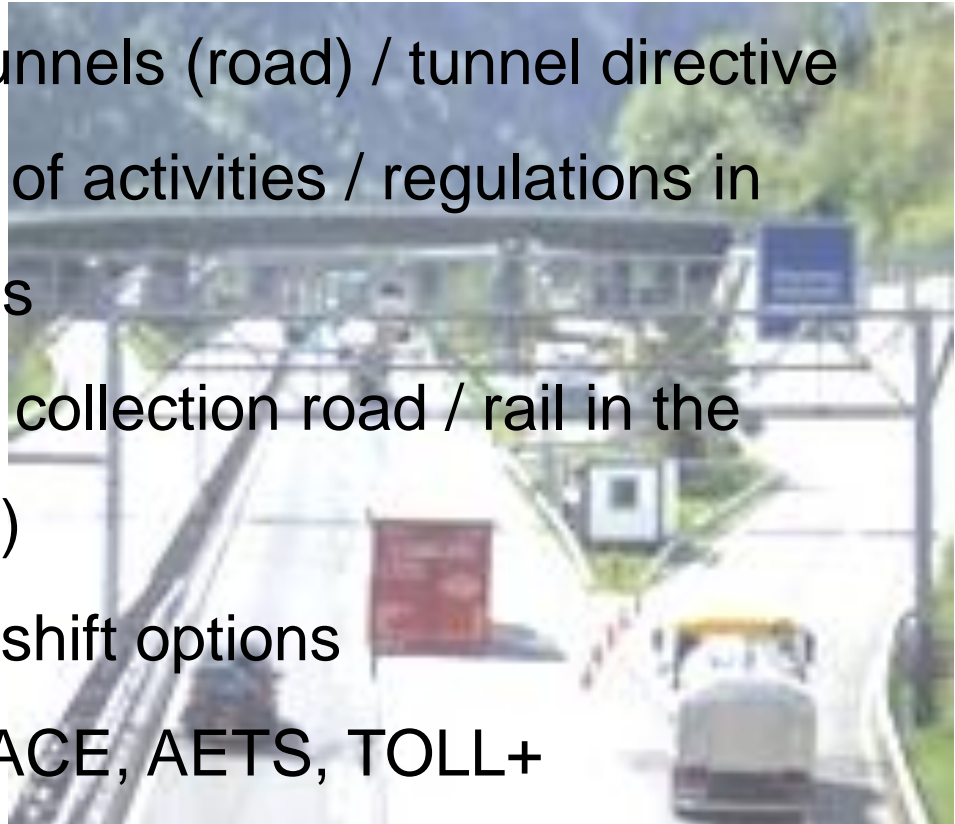 unnels (road) / tunnel directive
of activities / regulations in
s
collection road / rail in the
)
shift options
ACE, AETS, TOLL+